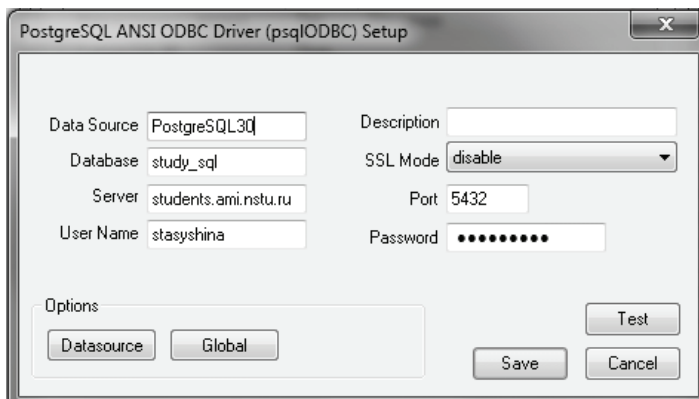 PostgreSQL ANSI ODBC Driver (psqlODBC) Setup
x
Data Source PostgreSQL30 Description
Database study_sql SSL Mode disable
Server students.ami.nstu.ru Port 5432
User Name stasyshina Password •••••••••
Options
Datasource Global
Test
Save Cancel